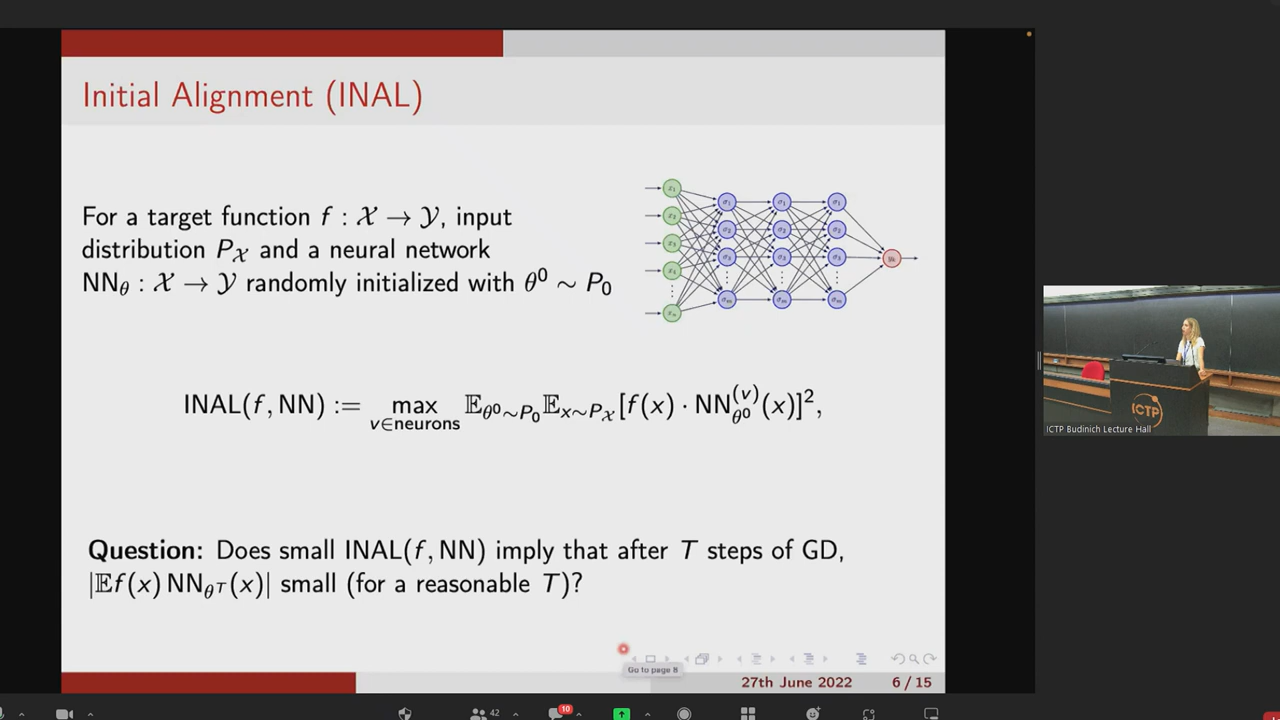 Initial Alignment (INAL)
For a target function f : 𝒳 → 𝒴, input
distribution P_𝒳 and a neural network
NN_θ : 𝒳 → 𝒴 randomly initialized with θ⁰ ∼ P₀
INAL(f, NN) := max_{v∈neurons} 𝔼_{θ⁰∼P₀} 𝔼_{x∼P_𝒳}[f(x) · NN^{(v)}_{θ⁰}(x)]²,
Question: Does small INAL(f, NN) imply that after T steps of GD,
|𝔼f(x) NN_{θ^T}(x)| small (for a reasonable T)?
Go to page 8
27th June 2022 6 / 15
ICTP
ICTP Budinich Lecture Hall
42
10